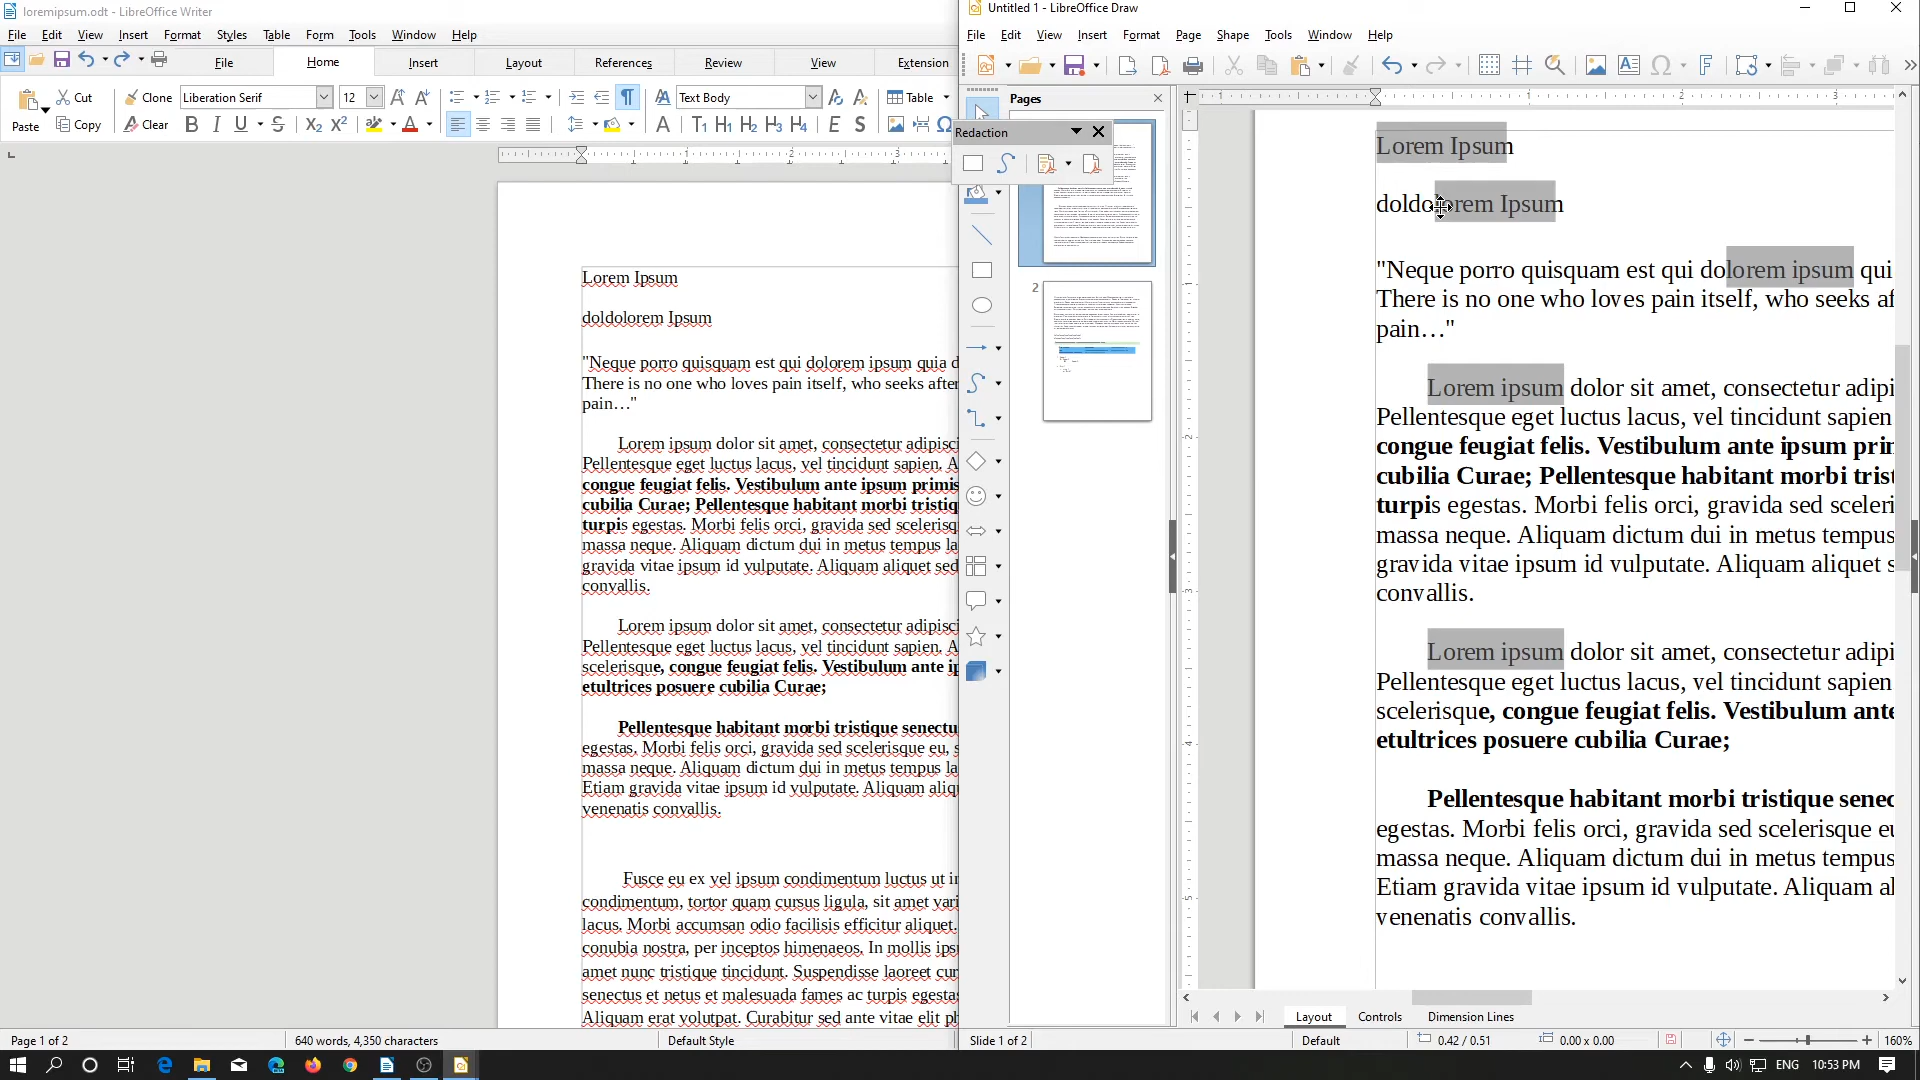 loremipsum.odt - LibreOffice Writer
File Edit View Insert Format Styles Table Form Tools Window Help
File Home Insert Layout References Review View Extension
Paste Cut Copy Clone Clear Liberation Serif 12 Text Body Table
Lorem Ipsum
doldolorem Ipsum
"Neque porro quisquam est qui dolorem ipsum quia d
There is no one who loves pain itself, who seeks after
pain…"
Lorem ipsum dolor sit amet, consectetur adipisci
Pellentesque eget luctus lacus, vel tincidunt sapien. A
congue feugiat felis. Vestibulum ante ipsum primis
cubilia Curae; Pellentesque habitant morbi tristiq
turpis egestas. Morbi felis orci, gravida sed scelerisq
massa neque. Aliquam dictum dui in metus tempus la
gravida vitae ipsum id vulputate. Aliquam aliquet sed
convallis.
Lorem ipsum dolor sit amet, consectetur adipisci
Pellentesque eget luctus lacus, vel tincidunt sapien. A
scelerisque, congue feugiat felis. Vestibulum ante ip
etultrices posuere cubilia Curae;
Pellentesque habitant morbi tristique senectu
egestas. Morbi felis orci, gravida sed scelerisque eu, s
massa neque. Aliquam dictum dui in metus tempus la
Etiam gravida vitae ipsum id vulputate. Aliquam aliq
venenatis convallis.
Fusce eu ex vel ipsum condimentum luctus ut in
condimentum, tortor quam cursus ligula, sit amet vari
lacus. Morbi accumsan odio facilisis efficitur aliquet.
conubia nostra, per inceptos himenaeos. In mollis ips
amet nunc tristique tincidunt. Suspendisse laoreet cur
senectus et netus et malesuada fames ac turpis egestas
Aliquam erat volutpat. Curabitur sed ante vitae elit ph
Page 1 of 2 640 words, 4,350 characters Default Style
Untitled 1 - LibreOffice Draw
File Edit View Insert Format Page Shape Tools Window Help
Pages
Redaction
2
Lorem Ipsum
doldolorem Ipsum
"Neque porro quisquam est qui dolorem ipsum qui
There is no one who loves pain itself, who seeks af
pain…"
Lorem ipsum dolor sit amet, consectetur adipi
Pellentesque eget luctus lacus, vel tincidunt sapien
congue feugiat felis. Vestibulum ante ipsum prin
cubilia Curae; Pellentesque habitant morbi trist
turpis egestas. Morbi felis orci, gravida sed sceleri
massa neque. Aliquam dictum dui in metus tempus
gravida vitae ipsum id vulputate. Aliquam aliquet s
convallis.
Lorem ipsum dolor sit amet, consectetur adipi
Pellentesque eget luctus lacus, vel tincidunt sapien
scelerisque, congue feugiat felis. Vestibulum ante
etultrices posuere cubilia Curae;
Pellentesque habitant morbi tristique senec
egestas. Morbi felis orci, gravida sed scelerisque eu
massa neque. Aliquam dictum dui in metus tempus
Etiam gravida vitae ipsum id vulputate. Aliquam al
venenatis convallis.
Layout Controls Dimension Lines
Slide 1 of 2 Default 0.42 / 0.51 0.00 x 0.00 160%
ENG 10:53 PM